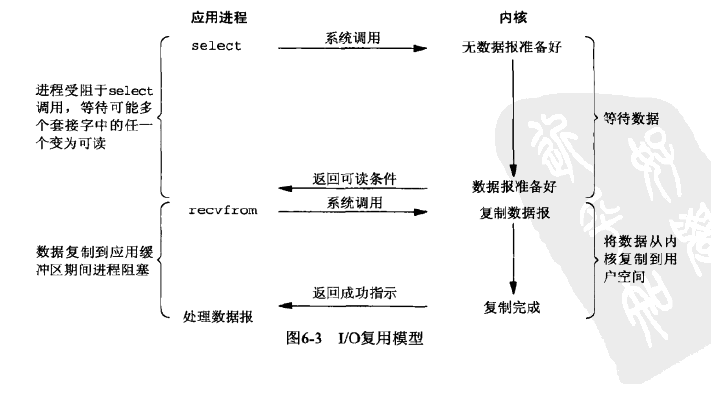 应用进程
内核
select
系统调用
无数据报准备好
进程受阻于select
调用，等待可能多
个套接字中的任一
个变为可读
等待数据
返回可读条件
数据报准备好
recvfrom
系统调用
复制数据报
数据复制到应用缓
冲区期间进程阻塞
将数据从内
核复制到用
户空间
返回成功指示
复制完成
处理数据报
图6-3 I/O复用模型